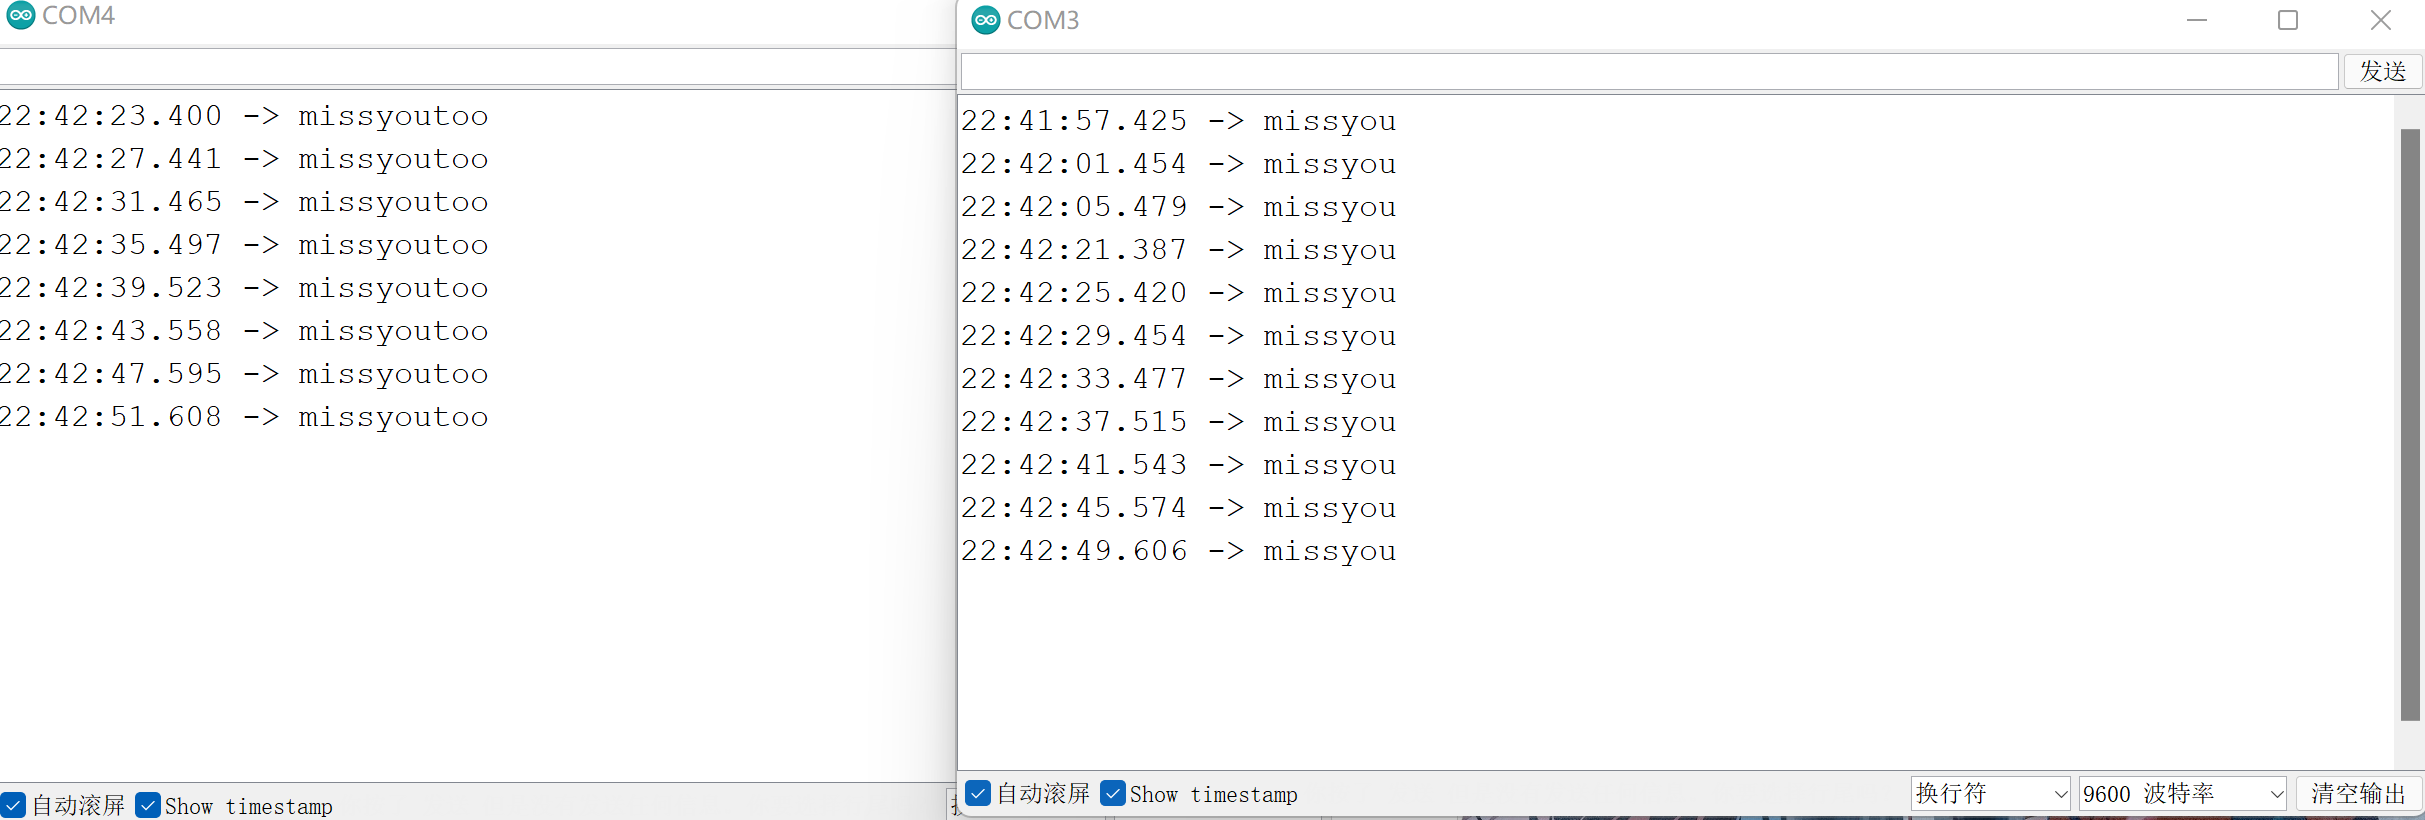 COM4
22:42:23.400 -> missyoutoo
22:42:27.441 -> missyoutoo
22:42:31.465 -> missyoutoo
22:42:35.497 -> missyoutoo
22:42:39.523 -> missyoutoo
22:42:43.558 -> missyoutoo
22:42:47.595 -> missyoutoo
22:42:51.608 -> missyoutoo
自动滚屏 Show timestamp
COM3
发送
22:41:57.425 -> missyou
22:42:01.454 -> missyou
22:42:05.479 -> missyou
22:42:21.387 -> missyou
22:42:25.420 -> missyou
22:42:29.454 -> missyou
22:42:33.477 -> missyou
22:42:37.515 -> missyou
22:42:41.543 -> missyou
22:42:45.574 -> missyou
22:42:49.606 -> missyou
自动滚屏 Show timestamp 换行符 9600 波特率 清空输出